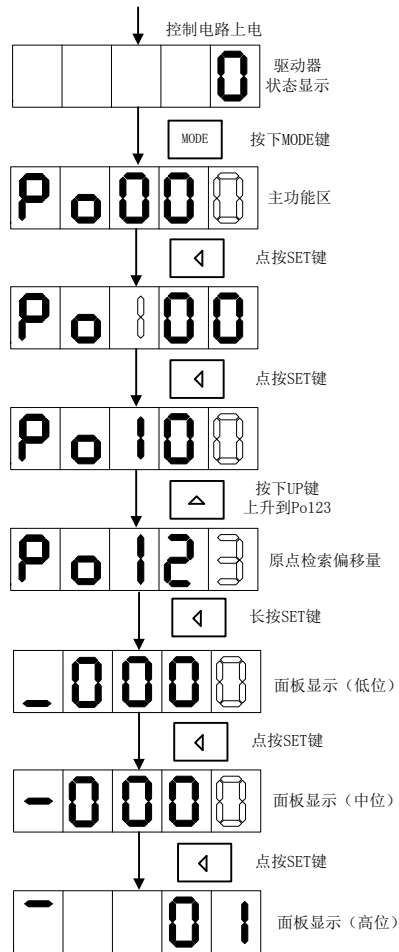 控制电路上电
0
驱动器
状态显示
MODE
按下MODE键
Po000
主功能区
点按SET键
Po100
点按SET键
Po100
按下UP键
上升到Po123
Po123
原点检索偏移量
长按SET键
_0000
面板显示（低位）
点按SET键
-0000
面板显示（中位）
点按SET键
‾ 01
面板显示（高位）